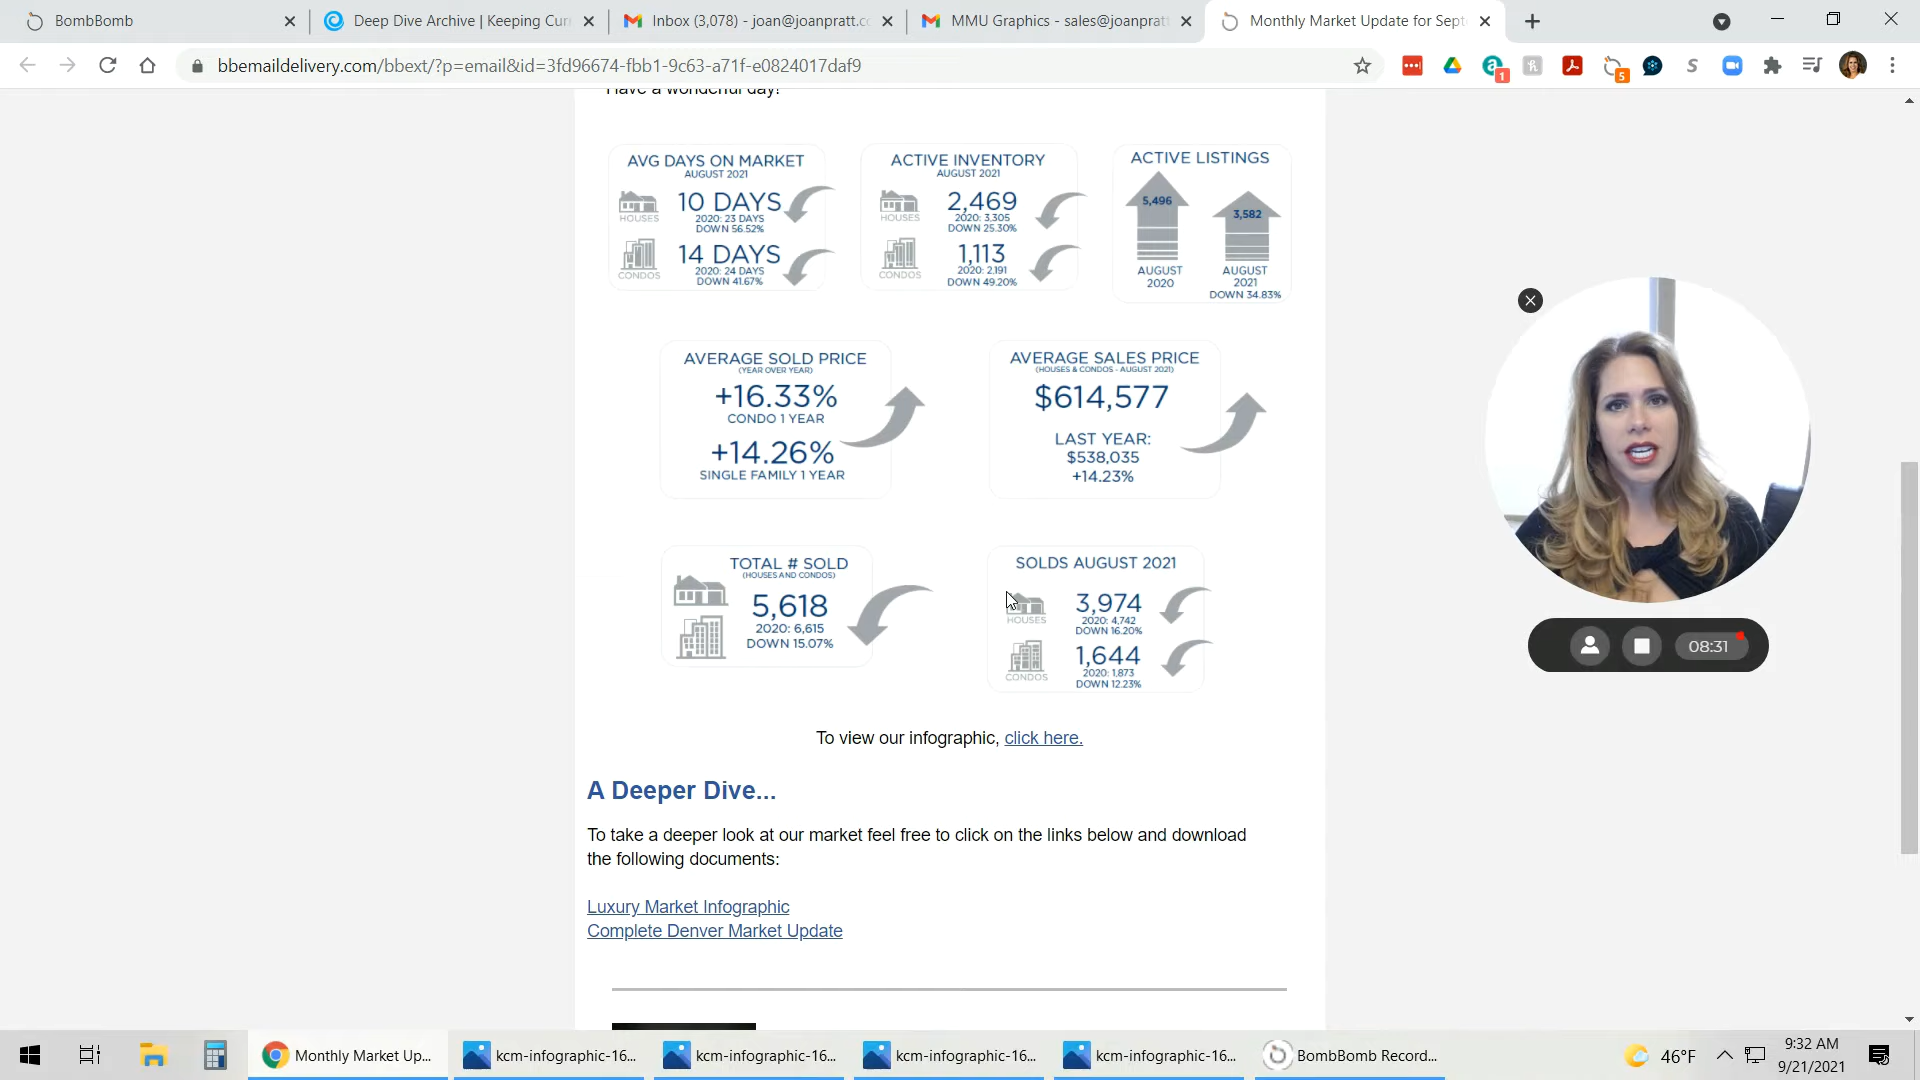 BombBomb
Deep Dive Archive | Keeping Cur
Inbox (3,078) - joan@joanpratt.co
MMU Graphics - sales@joanpratt
Monthly Market Update for Sept
bbemaildelivery.com/bbext/?p=email&id=3fd96674-fbb1-9c63-a71f-e0824017daf9
1
5
Have a wonderful day!
AVG DAYS ON MARKET
AUGUST 2021
10 DAYS
2020: 23 DAYS
DOWN 56.52%
HOUSES
14 DAYS
2020: 24 DAYS
DOWN 41.67%
CONDOS
ACTIVE INVENTORY
AUGUST 2021
2,469
2020: 3,305
DOWN 25.30%
HOUSES
1,113
2020: 2,191
DOWN 49.20%
CONDOS
ACTIVE LISTINGS
5,496
3,582
AUGUST
2020
AUGUST
2021
DOWN 34.83%
AVERAGE SOLD PRICE
(YEAR OVER YEAR)
+16.33%
CONDO 1 YEAR
+14.26%
SINGLE FAMILY 1 YEAR
AVERAGE SALES PRICE
(HOUSES & CONDOS - AUGUST 2021)
$614,577
LAST YEAR:
$538,035
+14.23%
TOTAL # SOLD
(HOUSES AND CONDOS)
5,618
2020: 6,615
DOWN 15.07%
SOLDS AUGUST 2021
3,974
2020: 4,742
DOWN 16.20%
HOUSES
1,644
2020: 1,873
DOWN 12.23%
CONDOS
08:31
To view our infographic, click here.
A Deeper Dive...
To take a deeper look at our market feel free to click on the links below and download
the following documents:
Luxury Market Infographic
Complete Denver Market Update
Monthly Market Up...
kcm-infographic-16...
kcm-infographic-16...
kcm-infographic-16...
kcm-infographic-16...
BombBomb Record...
46°F
9:32 AM
9/21/2021